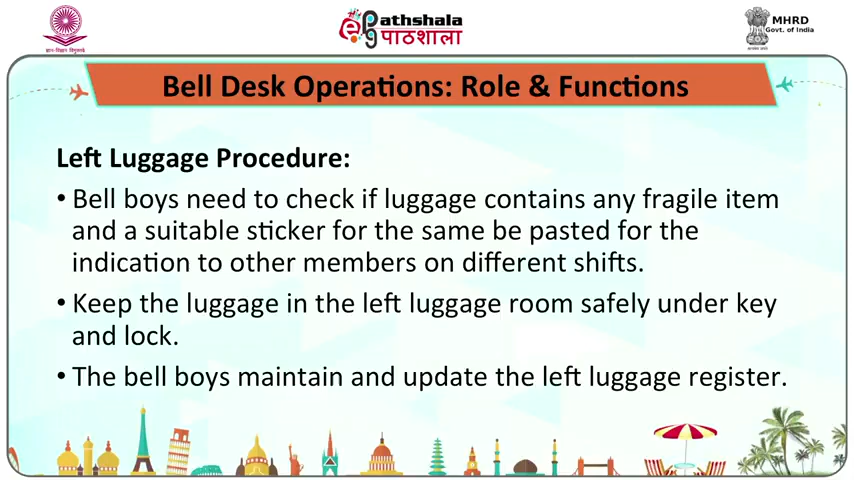 Pathshala
पाठशाला
MHRD
Govt. of India
Bell Desk Operations: Role & Functions
Left Luggage Procedure:
• Bell boys need to check if luggage contains any fragile item
and a suitable sticker for the same be pasted for the
indication to other members on different shifts.
• Keep the luggage in the left luggage room safely under key
and lock.
• The bell boys maintain and update the left luggage register.